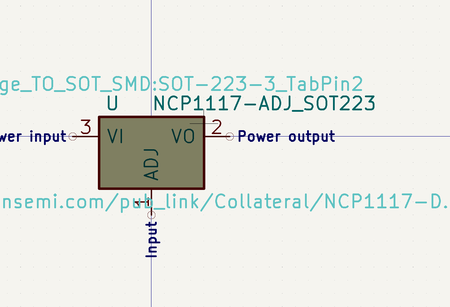 ge_TO_SOT_SMD:SOT-223-3_TabPin2
U NCP1117-ADJ_SOT223
wer input 3 VI VO 2 Power output
ADJ
nsemi.com/pub_link/Collateral/NCP1117-D.
1
Input